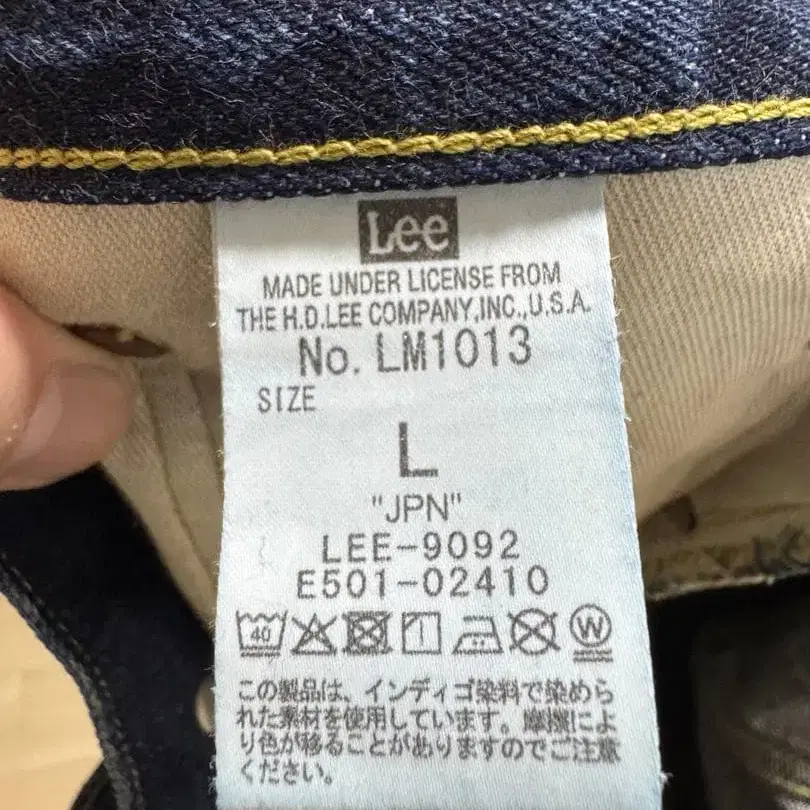 Lee
MADE UNDER LICENSE FROM
THE H.D.LEE COMPANY,INC.,U.S.A.
No. LM1013
SIZE
L
"JPN"
LEE-9092
E501-02410
40 W
この製品は、インディゴ染料で染めら
れた素材を使用しています。摩擦によ
り色が移ることがありますのでご注意
ください。